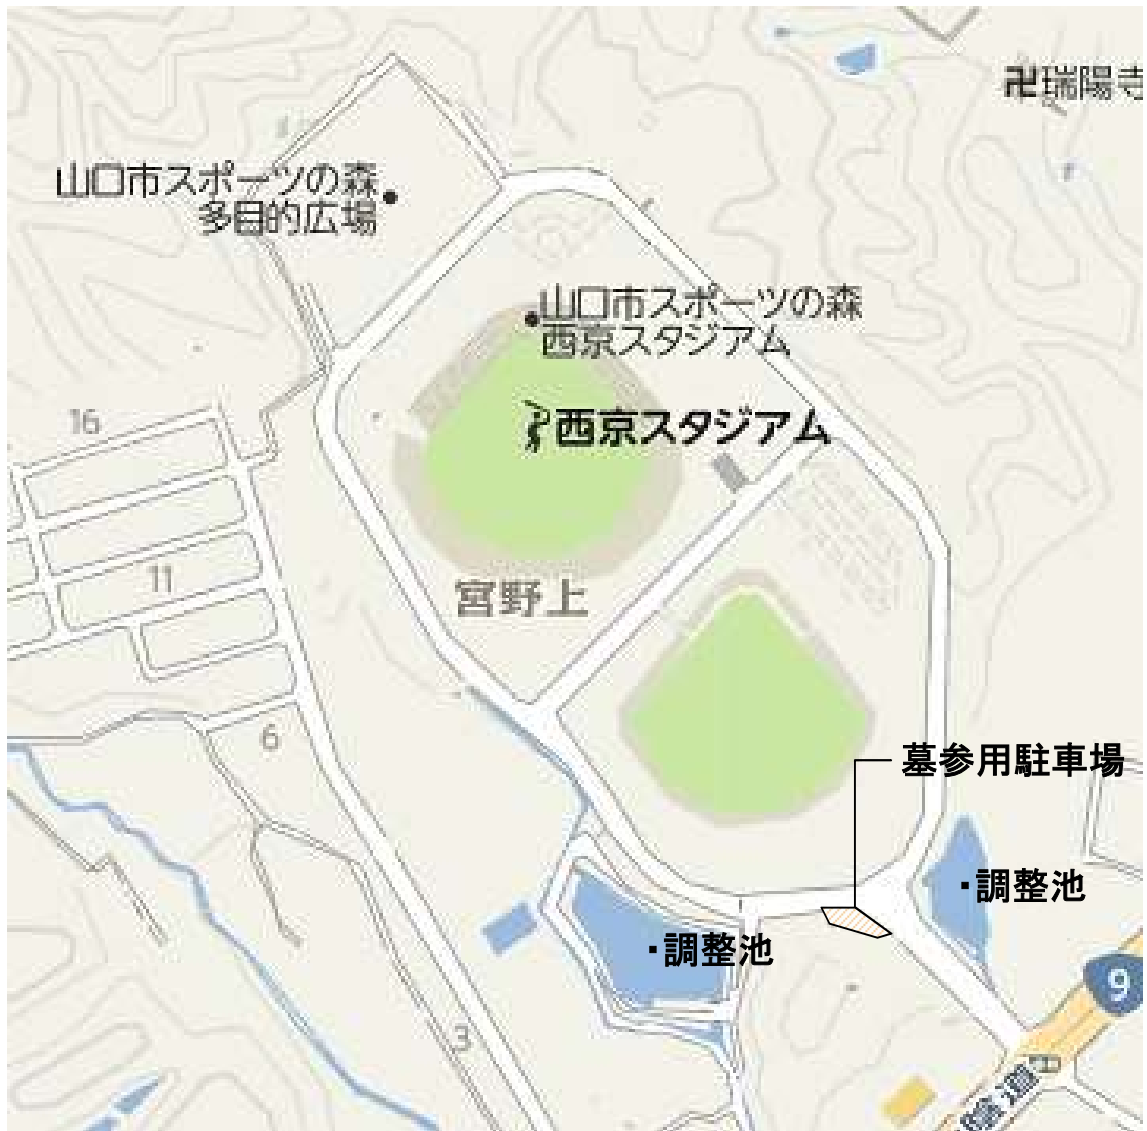 卍瑞陽寺
山口市スポーツの森
多目的広場
山口市スポーツの森
西京スタジアム
西京スタジアム
16
11
宮野上
6
墓参用駐車場
・調整池
・調整池
9
3